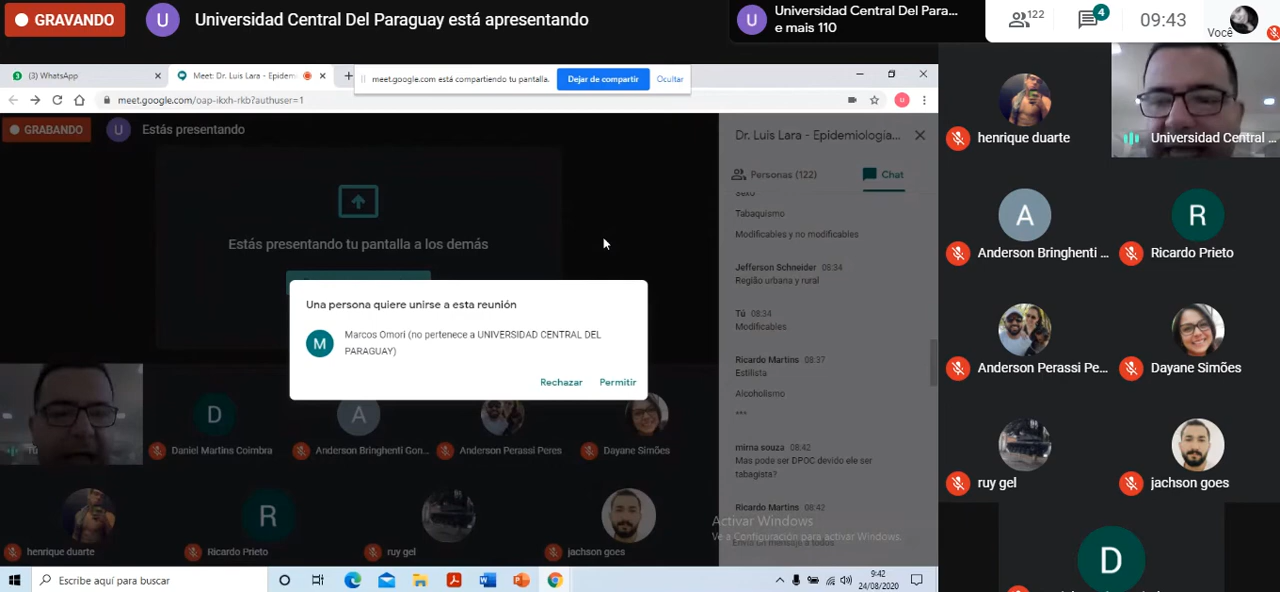 GRAVANDO
U
Universidad Central Del Paraguay está apresentando
U
Universidad Central Del Para...
e mais 110
122
4
09:43
Você
(3) WhatsApp
Meet: Dr. Luis Lara - Epidem
meet.google.com está compartiendo tu pantalla.
Dejar de compartir
Ocultar
meet.google.com/oap-ikxh-rkb?authuser=1
u
GRABANDO
U
Estás presentando
Dr. Luis Lara - Epidemiología...
Personas (122)
Chat
Sexo
Tabaquismo
Modificables y no modificables
Estás presentando tu pantalla a los demás
Jefferson Schneider 08:34
Região urbana y rural
Tú 08:34
Modificables
Ricardo Martins 08:37
Estilista
Alcoholismo
***
mirna souza 08:42
Mas pode ser DPOC devido ele ser
tabagista?
Ricardo Martins 08:42
Envía un mensaje a todos
Una persona quiere unirse a esta reunión
M
Marcos Omori (no pertenece a UNIVERSIDAD CENTRAL DEL
PARAGUAY)
Rechazar
Permitir
Tú
D
Daniel Martins Coimbra
A
Anderson Bringhenti Gon...
Anderson Perassi Peres
Dayane Simões
henrique duarte
R
Ricardo Prieto
ruy gel
jachson goes
Activar Windows
Ve a Configuración para activar Windows.
henrique duarte
Universidad Central ...
A
Anderson Bringhenti ...
R
Ricardo Prieto
Anderson Perassi Pe...
Dayane Simões
ruy gel
jachson goes
D
Escribe aquí para buscar
9:42
24/08/2020